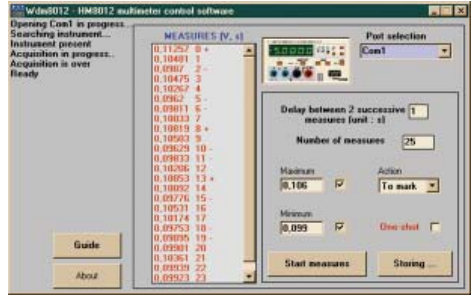 Wdm8012 - HM8012 multimeter control software
Opening Com1 in progress..
Searching instrument...
Instrument present
Acquisition in progress..
Acquisition is over
Ready
MEASURES (V, s)
0,11257 0 +
0,10481 1
0,0987 2 -
0,10475 3
0,10267 4
0,0962 5 -
0,09811 6 -
0,10033 7
0,10819 8 +
0,10503 9
0,09629 10 -
0,09833 11 -
0,10206 12
0,10853 13 +
0,10092 14
0,09776 15 -
0,10531 16
0,10174 17
0,09753 18 -
0,09895 19 -
0,09901 20
0,10361 21
0,09939 22
0,09923 23
Port selection
Com1
Delay between 2 successive measures (unit : s)
1
Number of measures
25
Maximum
0,106
Action
To mark
Minimum
0,099
One-shot
Guide
About
Start measures
Storing ...